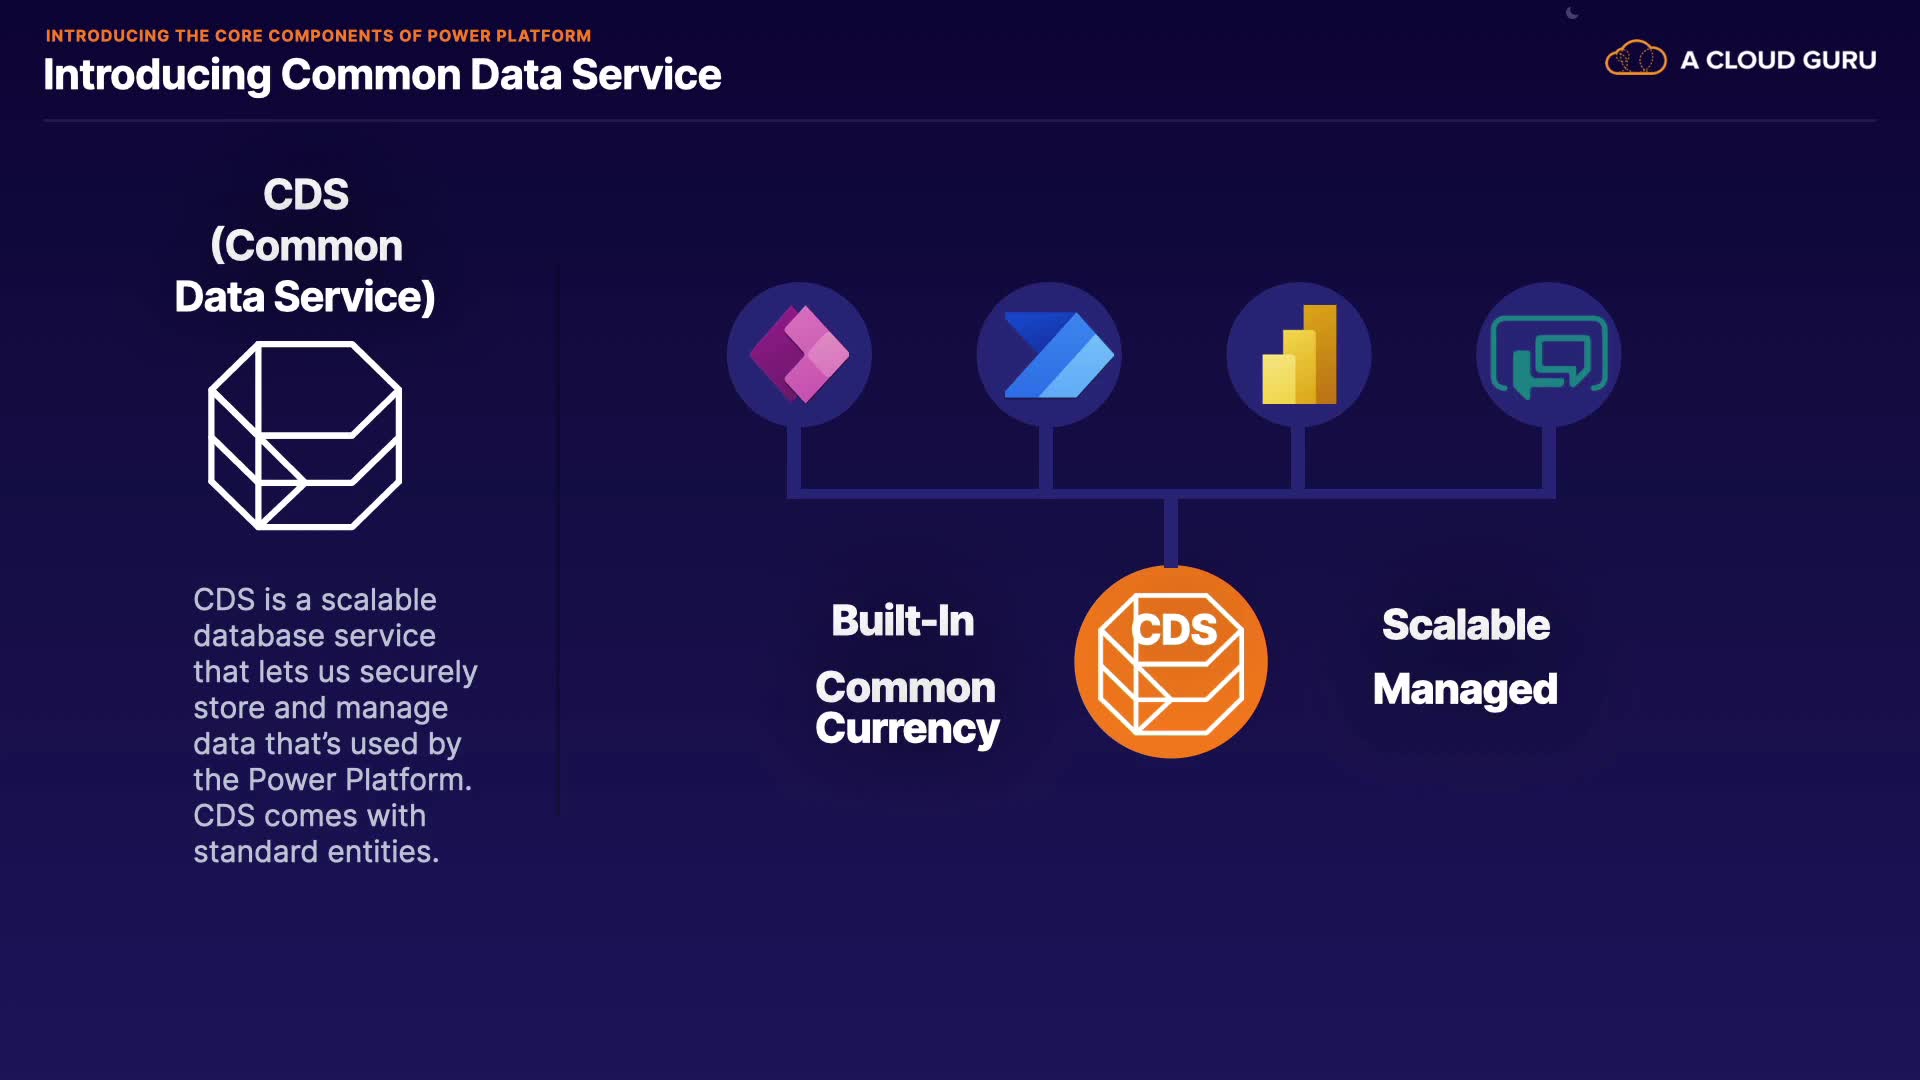 INTRODUCING THE CORE COMPONENTS OF POWER PLATFORM
Introducing Common Data Service
A CLOUD GURU
CDS
(Common
Data Service)
CDS is a scalable
database service
that lets us securely
store and manage
data that’s used by
the Power Platform.
CDS comes with
standard entities.
Built-In
Common
Currency
CDS
Scalable
Managed